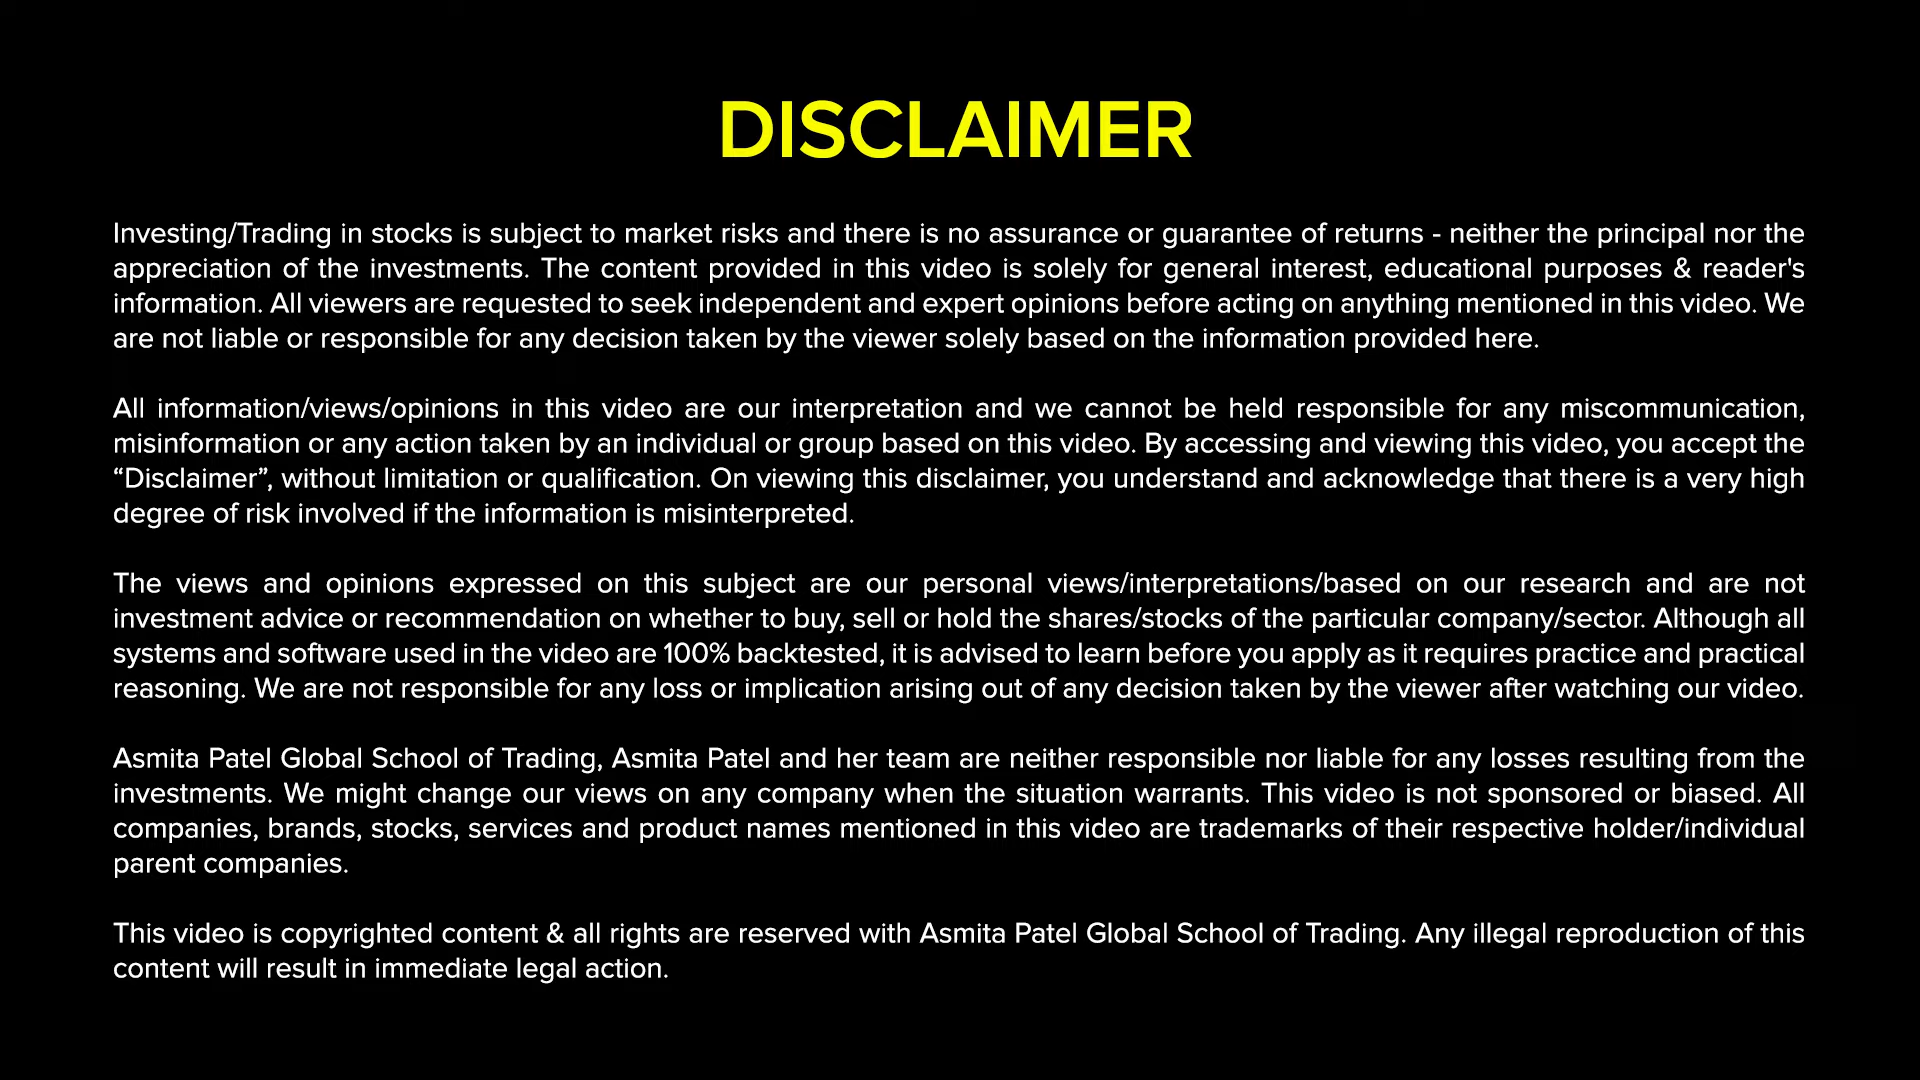 DISCLAIMER
Investing/Trading in stocks is subject to market risks and there is no assurance or guarantee of returns - neither the principal nor the
appreciation of the investments. The content provided in this video is solely for general interest, educational purposes & reader's
information. All viewers are requested to seek independent and expert opinions before acting on anything mentioned in this video. We
are not liable or responsible for any decision taken by the viewer solely based on the information provided here.
All information/views/opinions in this video are our interpretation and we cannot be held responsible for any miscommunication,
misinformation or any action taken by an individual or group based on this video. By accessing and viewing this video, you accept the
“Disclaimer”, without limitation or qualification. On viewing this disclaimer, you understand and acknowledge that there is a very high
degree of risk involved if the information is misinterpreted.
The views and opinions expressed on this subject are our personal views/interpretations/based on our research and are not
investment advice or recommendation on whether to buy, sell or hold the shares/stocks of the particular company/sector. Although all
systems and software used in the video are 100% backtested, it is advised to learn before you apply as it requires practice and practical
reasoning. We are not responsible for any loss or implication arising out of any decision taken by the viewer after watching our video.
Asmita Patel Global School of Trading, Asmita Patel and her team are neither responsible nor liable for any losses resulting from the
investments. We might change our views on any company when the situation warrants. This video is not sponsored or biased. All
companies, brands, stocks, services and product names mentioned in this video are trademarks of their respective holder/individual
parent companies.
This video is copyrighted content & all rights are reserved with Asmita Patel Global School of Trading. Any illegal reproduction of this
content will result in immediate legal action.